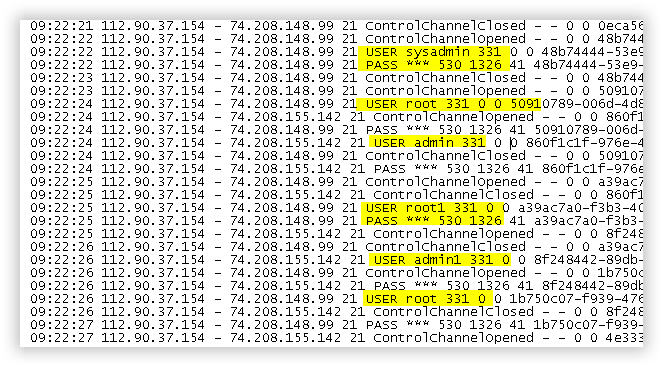 09:22:21 112.90.37.154 - 74.208.148.99 21 ControlChannelClosed - - 0 0 0eca56
09:22:22 112.90.37.154 - 74.208.148.99 21 ControlChannelOpened - - 0 0 48b744
09:22:22 112.90.37.154 - 74.208.148.99 21 USER sysadmin 331 0 0 48b74444-53e9
09:22:22 112.90.37.154 - 74.208.148.99 21 PASS *** 530 1326 41 48b74444-53e9-
09:22:23 112.90.37.154 - 74.208.148.99 21 ControlChannelClosed - - 0 0 48b744
09:22:23 112.90.37.154 - 74.208.148.99 21 ControlChannelOpened - - 0 0 509107
09:22:24 112.90.37.154 - 74.208.148.99 21 USER root 331 0 0 50910789-006d-4d8
09:22:24 112.90.37.154 - 74.208.155.142 21 ControlChannelOpened - - 0 0 860f1
09:22:24 112.90.37.154 - 74.208.148.99 21 PASS *** 530 1326 41 50910789-006d-
09:22:24 112.90.37.154 - 74.208.155.142 21 USER admin 331 0 0 860f1c1f-976e-4
09:22:24 112.90.37.154 - 74.208.148.99 21 ControlChannelClosed - - 0 0 509107
09:22:24 112.90.37.154 - 74.208.155.142 21 PASS *** 530 1326 41 860f1c1f-976e
09:22:25 112.90.37.154 - 74.208.148.99 21 ControlChannelOpened - - 0 0 a39ac7
09:22:25 112.90.37.154 - 74.208.155.142 21 ControlChannelClosed - - 0 0 860f1
09:22:25 112.90.37.154 - 74.208.148.99 21 USER root1 331 0 0 a39ac7a0-f3b3-40
09:22:25 112.90.37.154 - 74.208.148.99 21 PASS *** 530 1326 41 a39ac7a0-f3b3-
09:22:25 112.90.37.154 - 74.208.155.142 21 ControlChannelOpened - - 0 0 8f248
09:22:26 112.90.37.154 - 74.208.148.99 21 ControlChannelClosed - - 0 0 a39ac7
09:22:26 112.90.37.154 - 74.208.155.142 21 USER admin1 331 0 0 8f248442-89db-
09:22:26 112.90.37.154 - 74.208.148.99 21 ControlChannelOpened - - 0 0 1b750c
09:22:26 112.90.37.154 - 74.208.155.142 21 PASS *** 530 1326 41 8f248442-89db
09:22:26 112.90.37.154 - 74.208.148.99 21 USER root 331 0 0 1b750c07-f939-476
09:22:26 112.90.37.154 - 74.208.155.142 21 ControlChannelClosed - - 0 0 8f248
09:22:27 112.90.37.154 - 74.208.148.99 21 PASS *** 530 1326 41 1b750c07-f939-
09:22:27 112.90.37.154 - 74.208.155.142 21 ControlChannelOpened - - 0 0 4e333